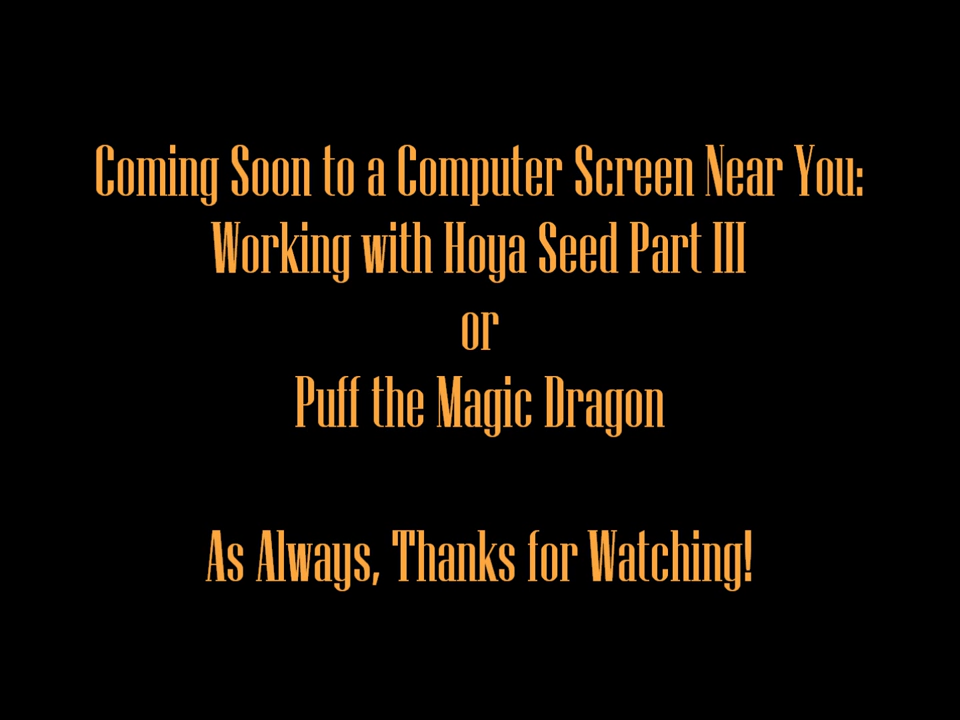 Coming Soon to a Computer Screen Near You:
Working with Hoya Seed Part III
or
Puff the Magic Dragon
As Always, Thanks for Watching!